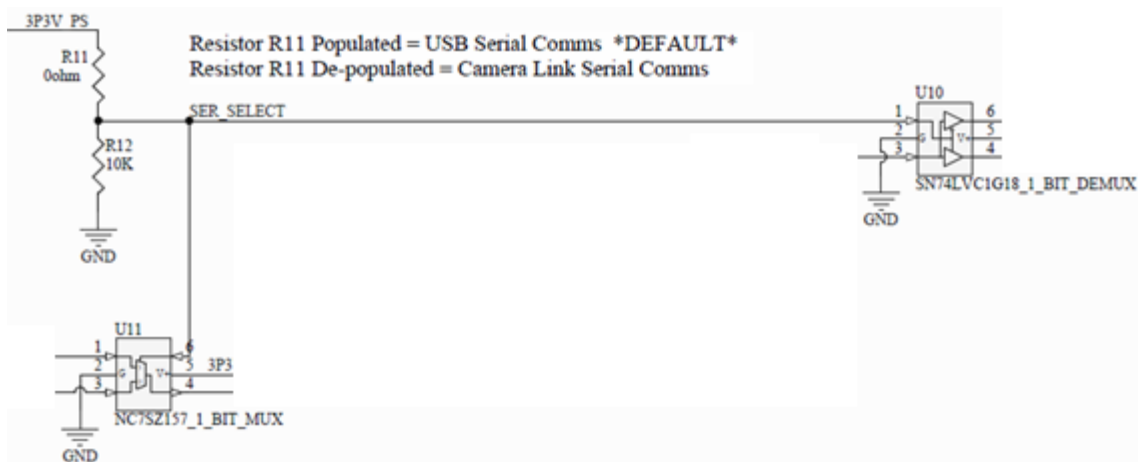 3P3V_PS
R11
0ohm
Resistor R11 Populated = USB Serial Comms *DEFAULT*
Resistor R11 De-populated = Camera Link Serial Comms
SER_SELECT
R12
10K
GND
U10
1 6
2 G V+ 5
3 4
SN74LVC1G18_1_BIT_DEMUX
GND
U11
1 6
2 G V+ 5 3P3
3 4
NC7SZ157_1_BIT_MUX
GND